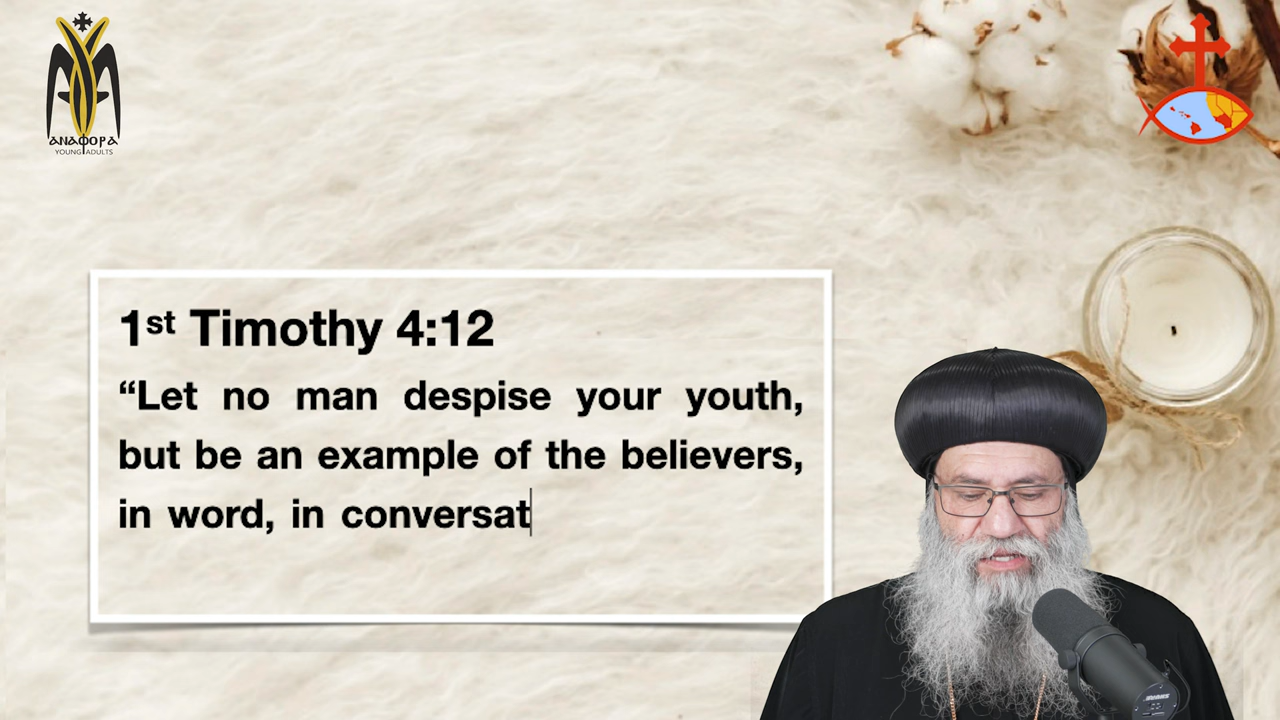 ⲀⲚⲀⲪⲞⲢⲀ
YOUNG ADULTS
1st Timothy 4:12
“Let no man despise your youth,
but be an example of the believers,
in word, in conversat